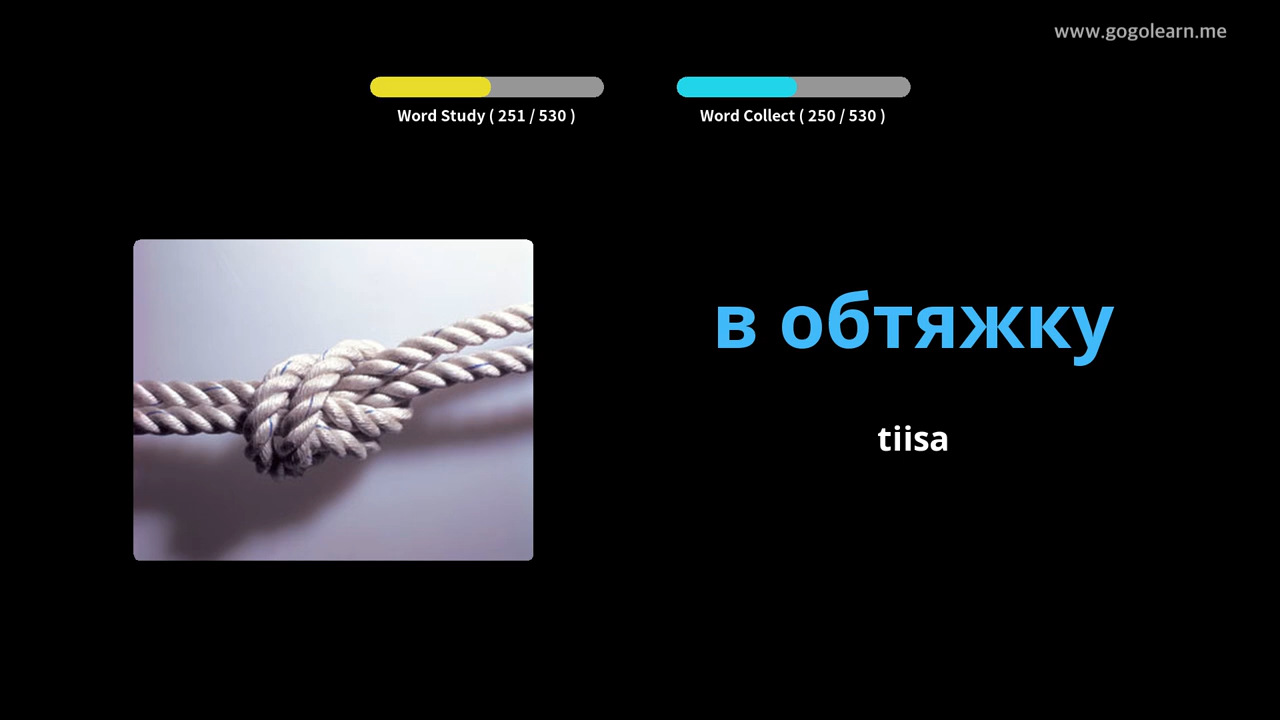 www.gogolearn.me
Word Study ( 251 / 530 )
Word Collect ( 250 / 530 )
в обтяжку
tiisa